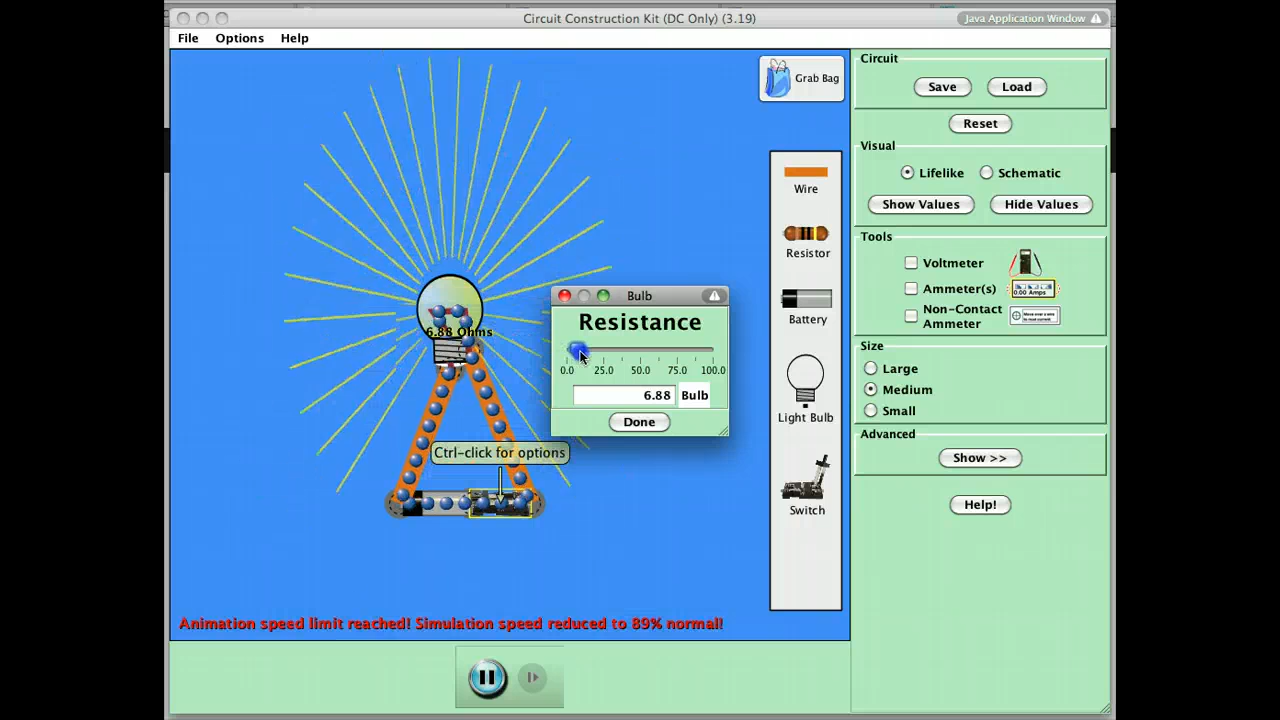 Circuit Construction Kit (DC Only) (3.19)
Java Application Window
File Options Help
Grab Bag
Wire
Resistor
Battery
Light Bulb
Switch
6.88 Ohms
Ctrl-click for options
Animation speed limit reached! Simulation speed reduced to 89% normal!
Bulb
Resistance
0.0 25.0 50.0 75.0 100.0
6.88 Bulb
Done
Circuit
Save Load
Reset
Visual
Lifelike Schematic
Show Values Hide Values
Tools
Voltmeter
Ammeter(s)
0.00 Amps
Non-Contact
Ammeter
Size
Large
Medium
Small
Advanced
Show >>
Help!